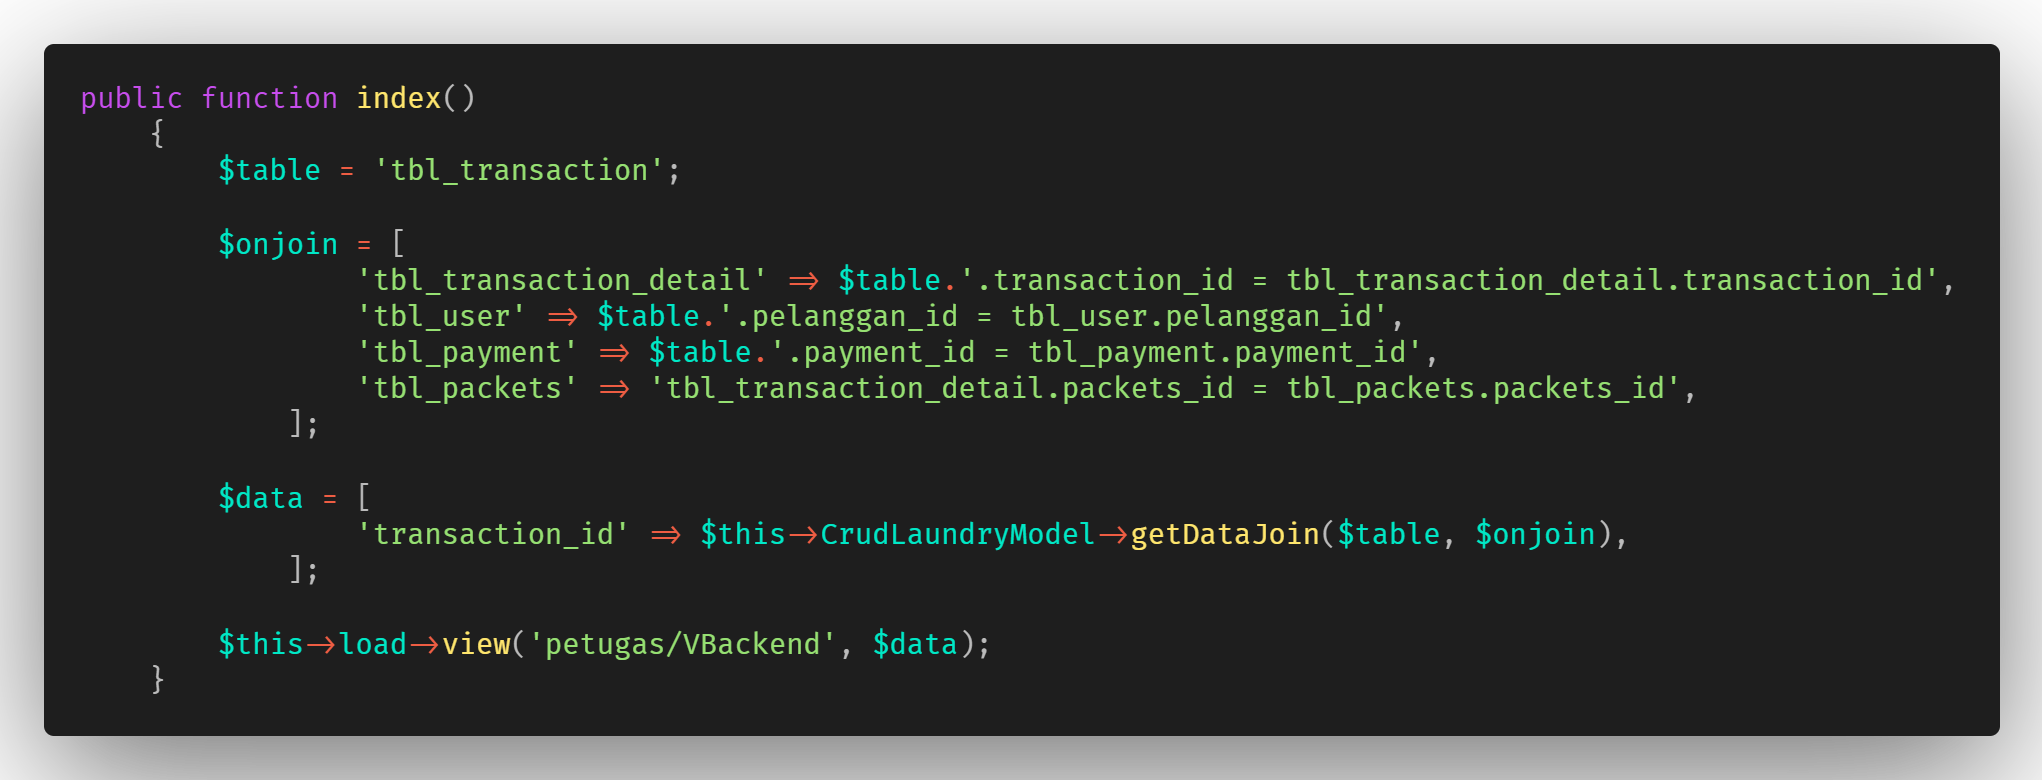 public function index()
{
$table = 'tbl_transaction';
$onjoin = [
'tbl_transaction_detail' => $table.'.transaction_id = tbl_transaction_detail.transaction_id',
'tbl_user' => $table.'.pelanggan_id = tbl_user.pelanggan_id',
'tbl_payment' => $table.'.payment_id = tbl_payment.payment_id',
'tbl_packets' => 'tbl_transaction_detail.packets_id = tbl_packets.packets_id',
];
$data = [
'transaction_id' => $this->CrudLaundryModel->getDataJoin($table, $onjoin),
];
$this->load->view('petugas/VBackend', $data);
}